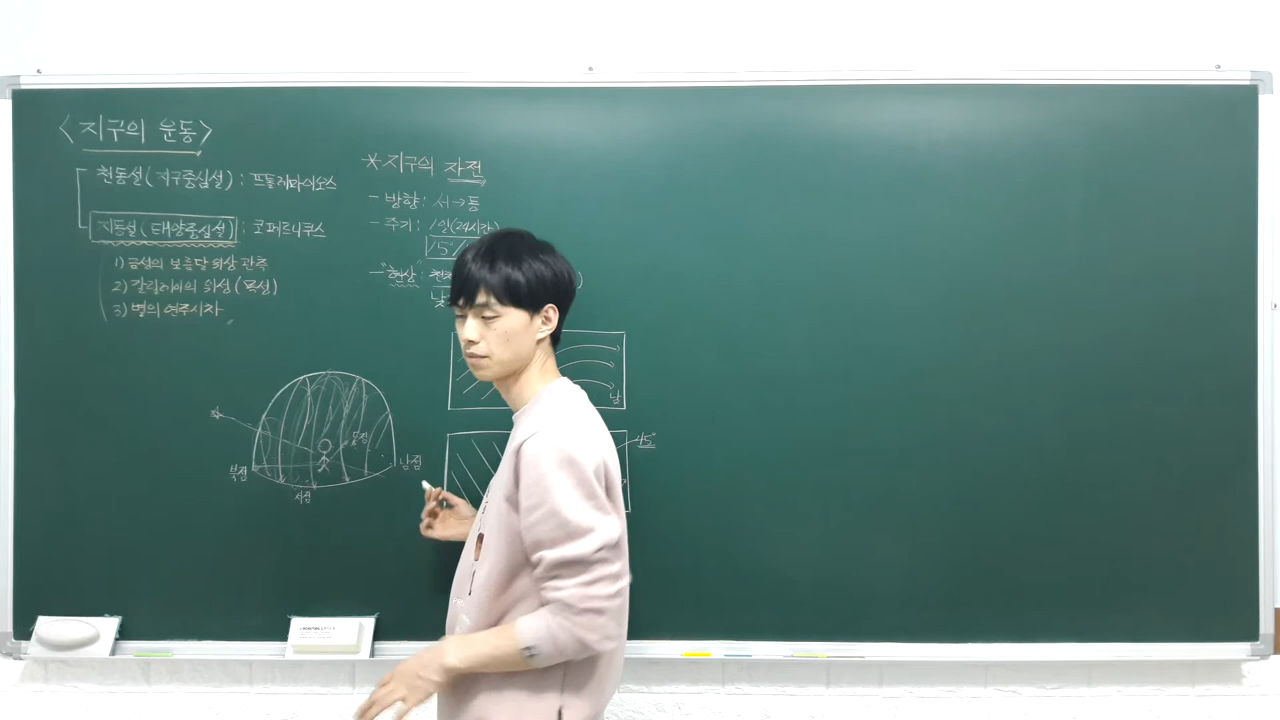 <지구의 운동>
천동설(지구중심설) : 프톨레마이오스
지동설(태양중심설) : 코페르니쿠스
1) 금성의 보름달 위상 관측
2) 갈릴레이의 위성(목성)
3) 별의 연주시차
* 지구의 자전
- 방향 : 서→동
- 주기 : 1일(24시간)
15°/
- "현상" :
남
45°
동점
북점
남점
서점